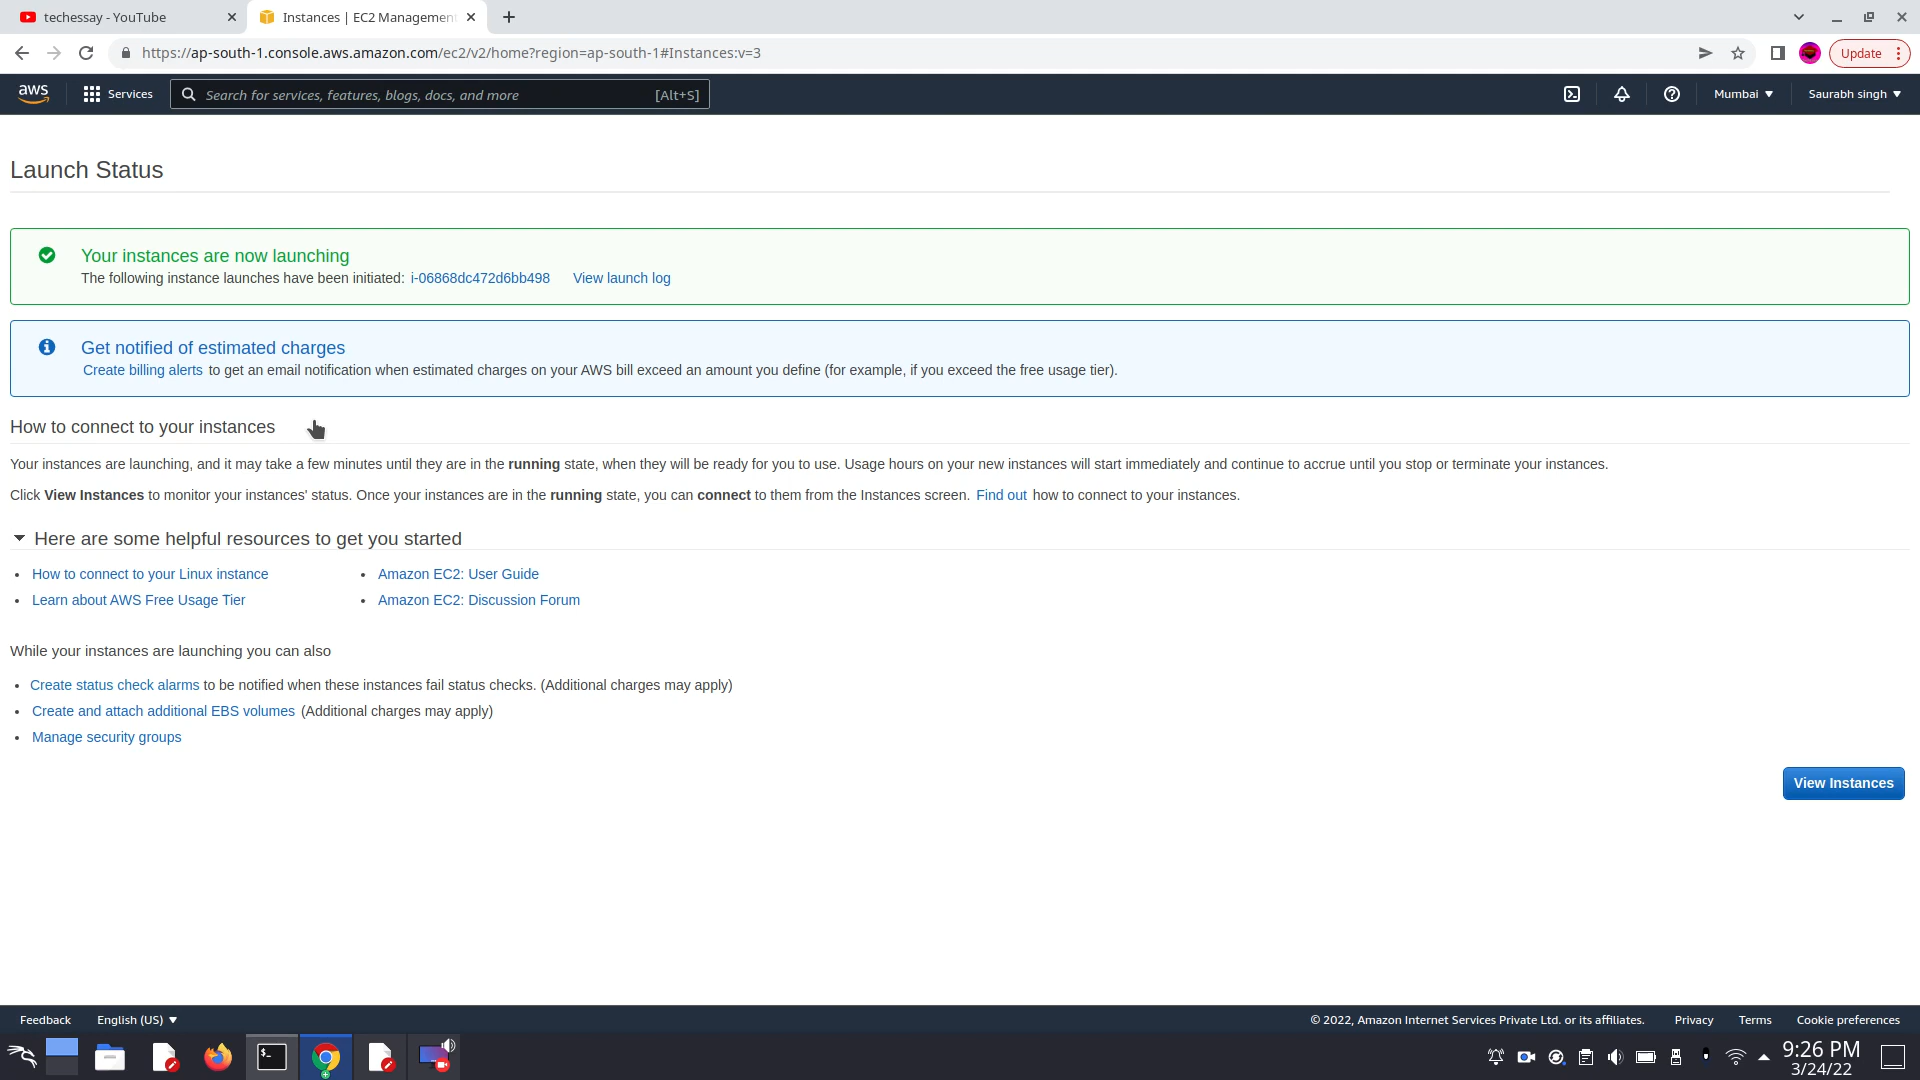 techessay - YouTube
Instances | EC2 Management
https://ap-south-1.console.aws.amazon.com/ec2/v2/home?region=ap-south-1#Instances:v=3
Update
aws
Services
Search for services, features, blogs, docs, and more
[Alt+S]
Mumbai
Saurabh singh
Launch Status
Your instances are now launching
The following instance launches have been initiated: i-06868dc472d6bb498 View launch log
Get notified of estimated charges
Create billing alerts to get an email notification when estimated charges on your AWS bill exceed an amount you define (for example, if you exceed the free usage tier).
How to connect to your instances
Your instances are launching, and it may take a few minutes until they are in the running state, when they will be ready for you to use. Usage hours on your new instances will start immediately and continue to accrue until you stop or terminate your instances.
Click View Instances to monitor your instances' status. Once your instances are in the running state, you can connect to them from the Instances screen. Find out how to connect to your instances.
Here are some helpful resources to get you started
How to connect to your Linux instance
Amazon EC2: User Guide
Learn about AWS Free Usage Tier
Amazon EC2: Discussion Forum
While your instances are launching you can also
Create status check alarms to be notified when these instances fail status checks. (Additional charges may apply)
Create and attach additional EBS volumes (Additional charges may apply)
Manage security groups
View Instances
Feedback
English (US)
© 2022, Amazon Internet Services Private Ltd. or its affiliates.
Privacy
Terms
Cookie preferences
9:26 PM
3/24/22